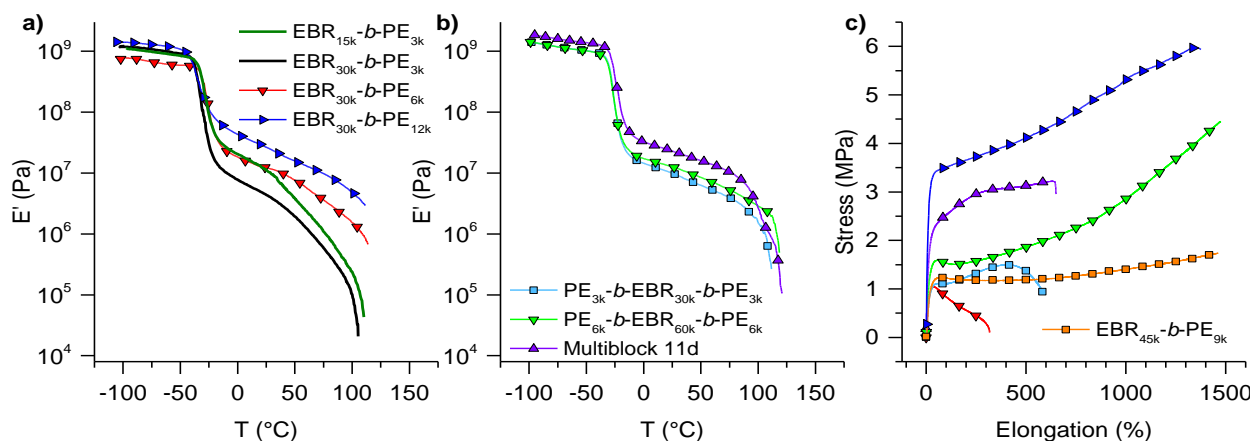 a)
EBR15k-b-PE3k
EBR30k-b-PE3k
EBR30k-b-PE6k
EBR30k-b-PE12k
10⁹
10⁸
10⁷
10⁶
10⁵
10⁴
E' (Pa)
-100 -50 0 50 100 150
T (°C)
b)
10⁹
10⁸
10⁷
10⁶
10⁵
10⁴
E' (Pa)
PE3k-b-EBR30k-b-PE3k
PE6k-b-EBR60k-b-PE6k
Multiblock 11d
-100 -50 0 50 100 150
T (°C)
c)
6
5
4
3
2
1
0
Stress (MPa)
EBR45k-b-PE9k
0 500 1000 1500
Elongation (%)